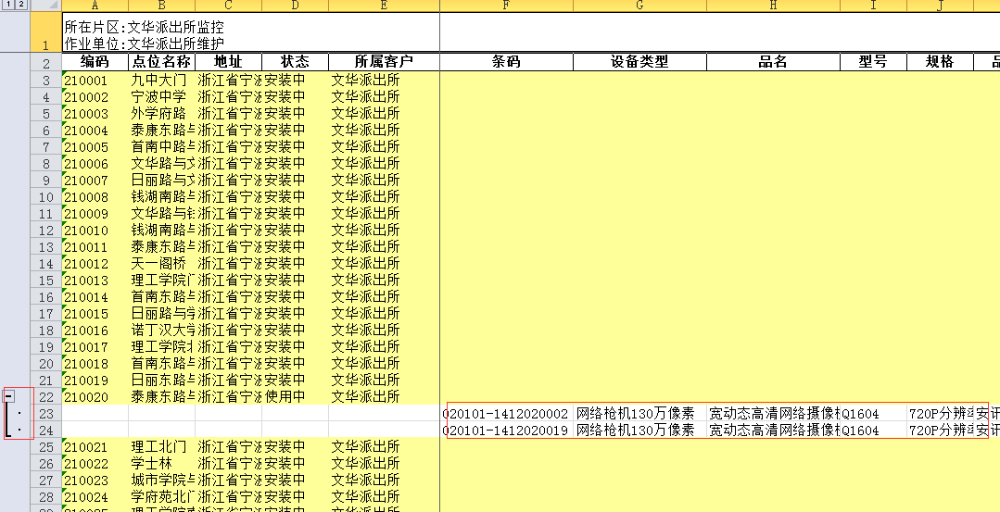 1 2 A B C D E F G H I J
所在片区:文华派出所监控
1 作业单位:文华派出所维护
2 编码 点位名称 地址 状态 所属客户 条码 设备类型 品名 型号 规格
3 210001 九中大门 浙江省宁 安装中 文华派出所
4 210002 宁波中学 浙江省宁 安装中 文华派出所
5 210003 外学府路 浙江省宁 安装中 文华派出所
6 210004 泰康东路与 浙江省宁 安装中 文华派出所
7 210005 首南中路与 浙江省宁 安装中 文华派出所
8 210006 文华路与文 浙江省宁 安装中 文华派出所
9 210007 日丽路与文 浙江省宁 安装中 文华派出所
10 210008 钱湖南路与 浙江省宁 安装中 文华派出所
11 210009 文华路与钱 浙江省宁 安装中 文华派出所
12 210010 钱湖南路与 浙江省宁 安装中 文华派出所
13 210011 泰康东路与 浙江省宁 安装中 文华派出所
14 210012 天一阁桥 浙江省宁 安装中 文华派出所
15 210013 理工学院门 浙江省宁 安装中 文华派出所
16 210014 首南东路与 浙江省宁 安装中 文华派出所
17 210015 日丽路与学 浙江省宁 安装中 文华派出所
18 210016 诺丁汉大学 浙江省宁 安装中 文华派出所
19 210017 理工学院北 浙江省宁 安装中 文华派出所
20 210018 首南东路与 浙江省宁 安装中 文华派出所
21 210019 日丽东路与 浙江省宁 安装中 文华派出所
22 210020 泰康东路与 浙江省宁 使用中 文华派出所
23 020101-1412020002 网络枪机130万像素 宽动态高清网络摄像 Q1604 720P分辨 安讯
24 020101-1412020019 网络枪机130万像素 宽动态高清网络摄像 Q1604 720P分辨 安讯
25 210021 理工北门 浙江省宁 安装中 文华派出所
26 210022 学士林 浙江省宁 安装中 文华派出所
27 210023 城市学院与 浙江省宁 安装中 文华派出所
28 210024 学府苑北门 浙江省宁 安装中 文华派出所